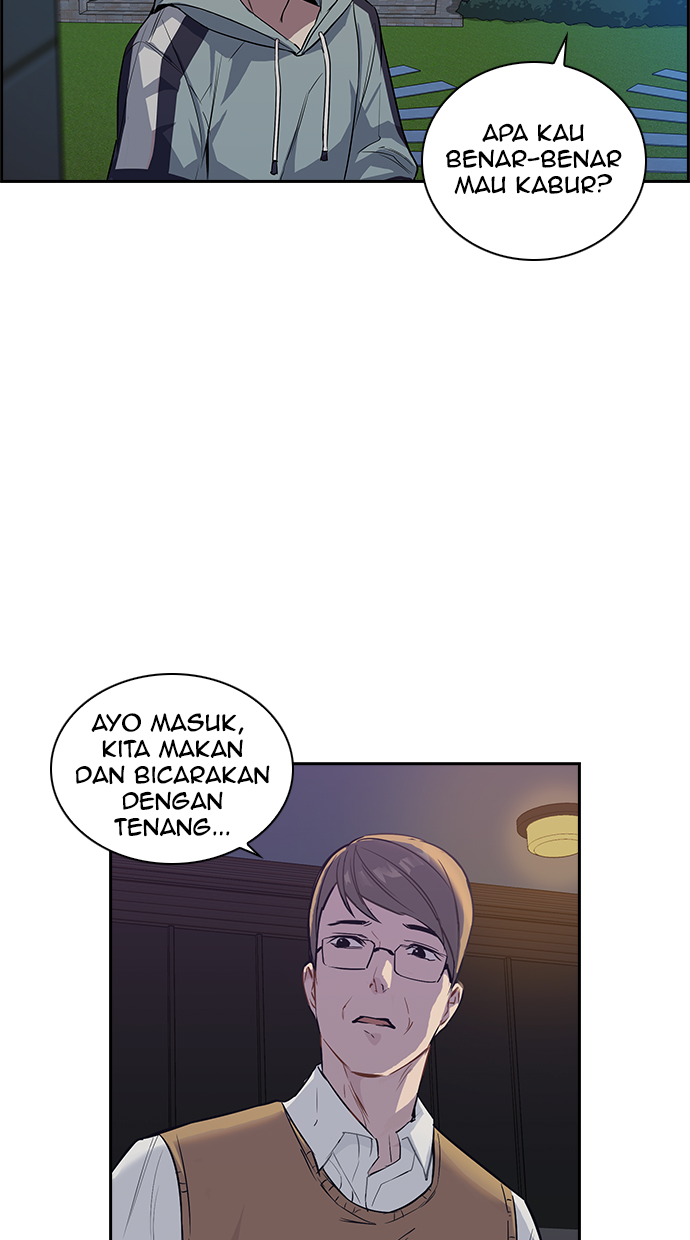 APA KAU
BENAR-BENAR
MAU KABUR?
AYO MASUK,
KITA MAKAN
DAN BICARAKAN
DENGAN
TENANG...